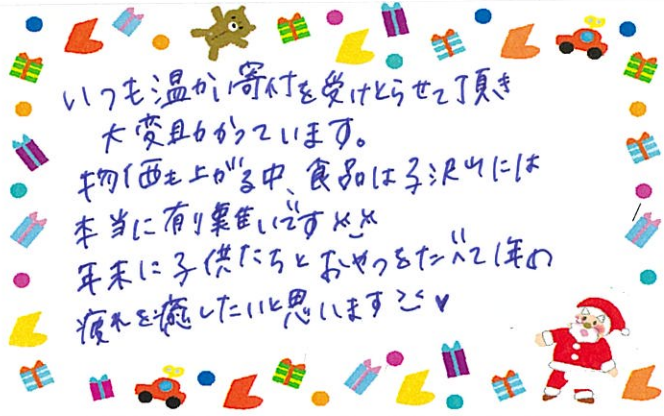 いつも温かい寄付を受けとらせて頂き
大変助かっています。
物価も上がる中、食品は子沢山には
本当に有り難いです
年末に子供たちとおやつをたべて1年の
疲れを癒したいと思います♥